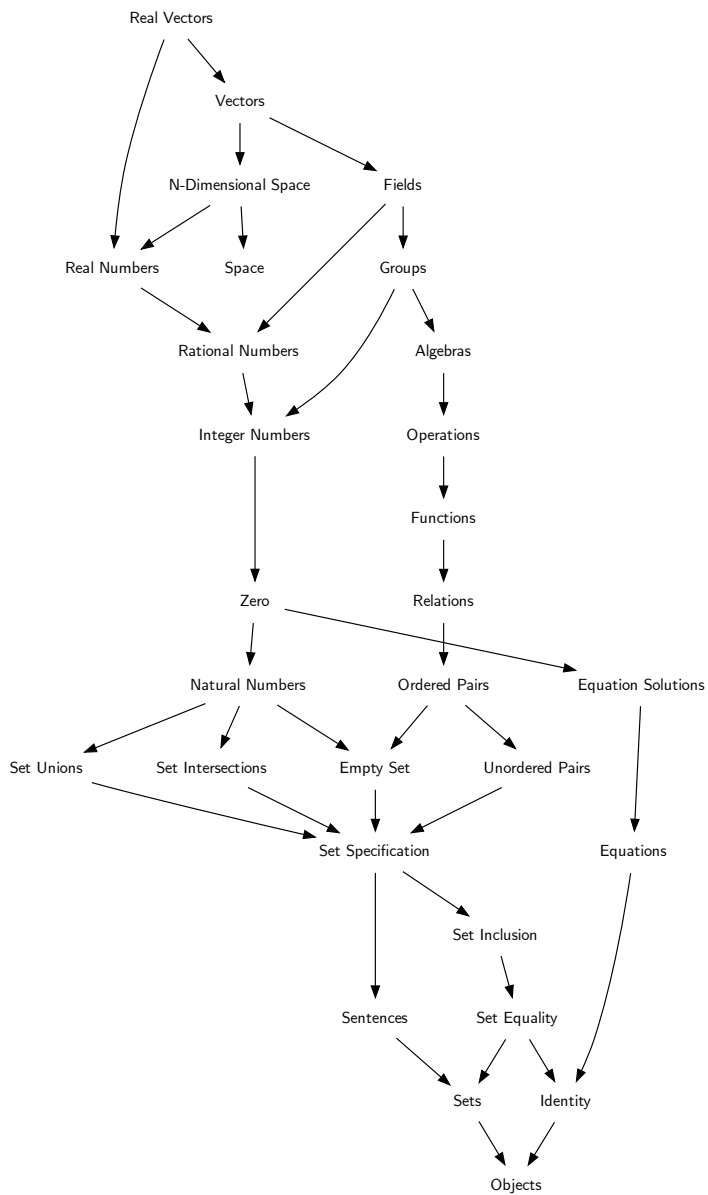 Real Vectors
Vectors
N-Dimensional Space
Fields
Real Numbers
Space
Groups
Rational Numbers
Algebras
Integer Numbers
Operations
Functions
Zero
Relations
Natural Numbers
Ordered Pairs
Equation Solutions
Set Unions
Set Intersections
Empty Set
Unordered Pairs
Set Specification
Equations
Set Inclusion
Sentences
Set Equality
Sets
Identity
Objects